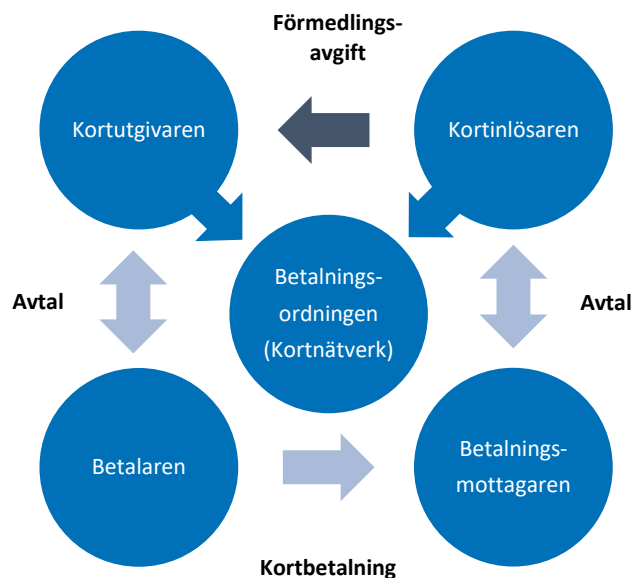 Förmedlings-
avgift
Kortutgivaren
Kortinlösaren
Avtal
Betalnings-
ordningen
(Kortnätverk)
Avtal
Betalaren
Betalnings-
mottagaren
Kortbetalning